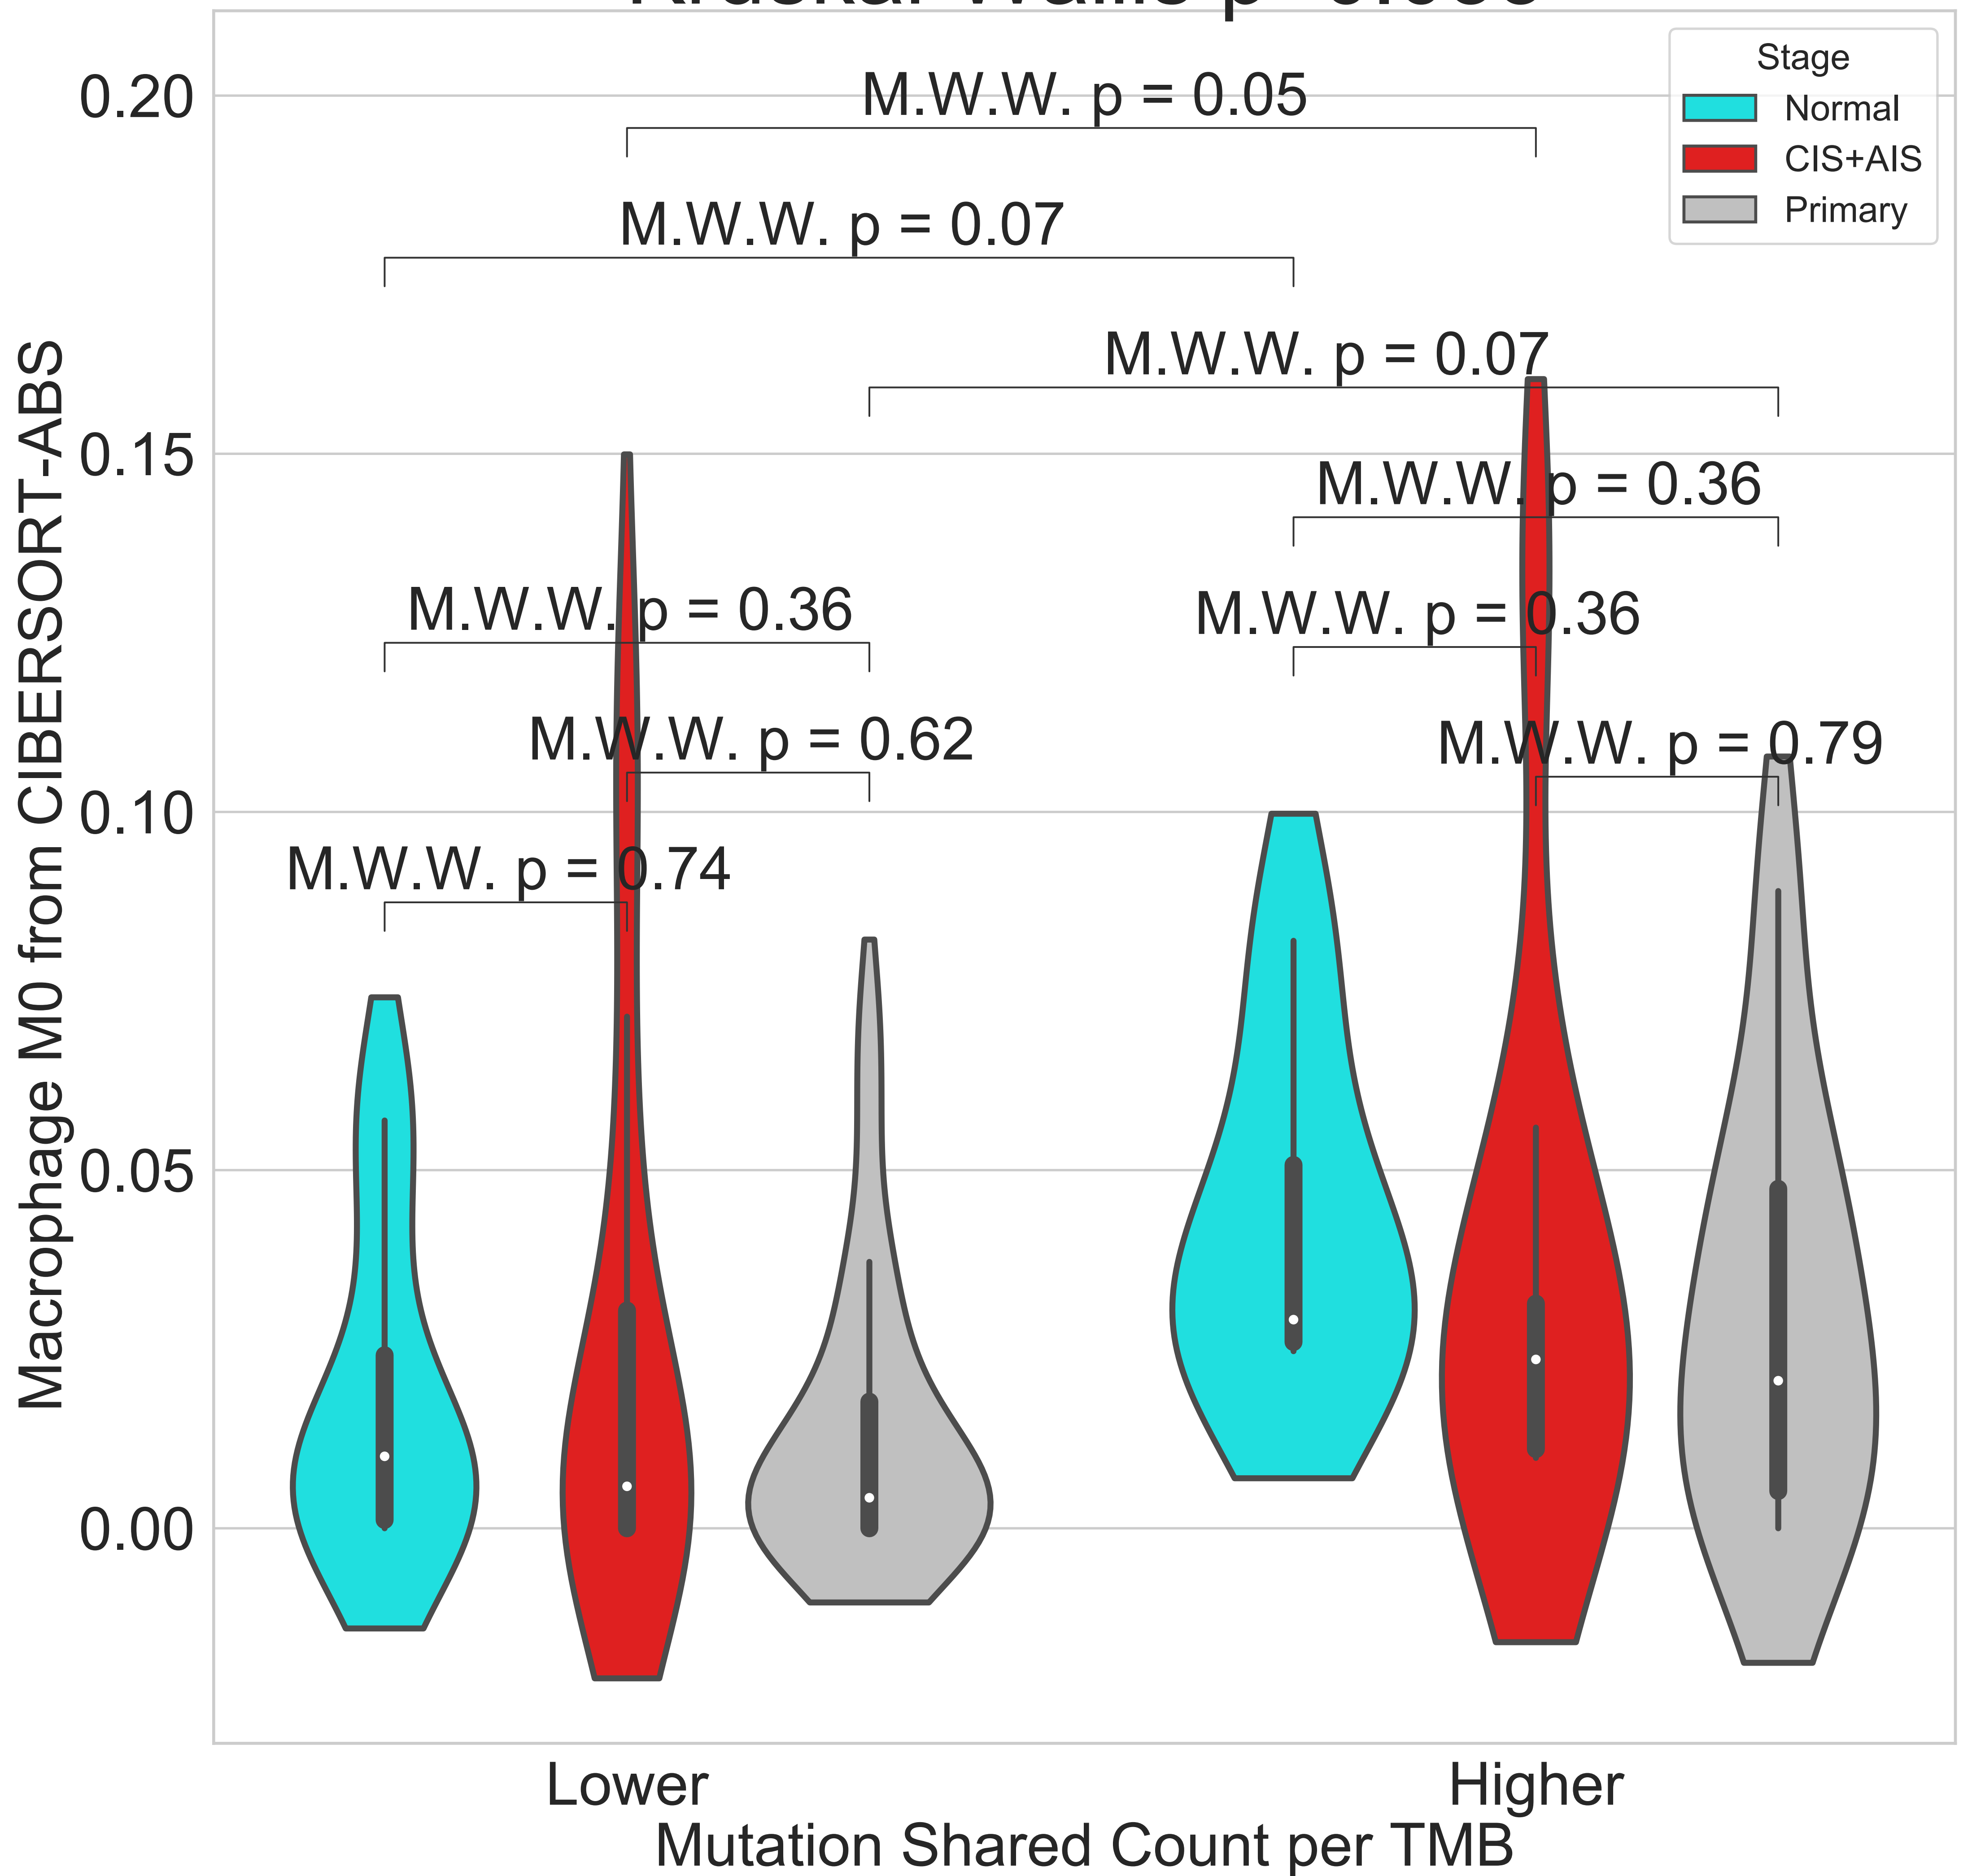 Stage
Normal
CIS+AIS
Primary
M.W.W. p = 0.05
M.W.W. p = 0.07
M.W.W. p = 0.07
M.W.W. p = 0.36
M.W.W. p = 0.36
M.W.W. p = 0.36
M.W.W. p = 0.62
M.W.W. p = 0.79
M.W.W. p = 0.74
0.20
0.15
0.10
0.05
0.00
Macrophage M0 from CIBERSORT-ABS
Lower
Higher
Mutation Shared Count per TMB